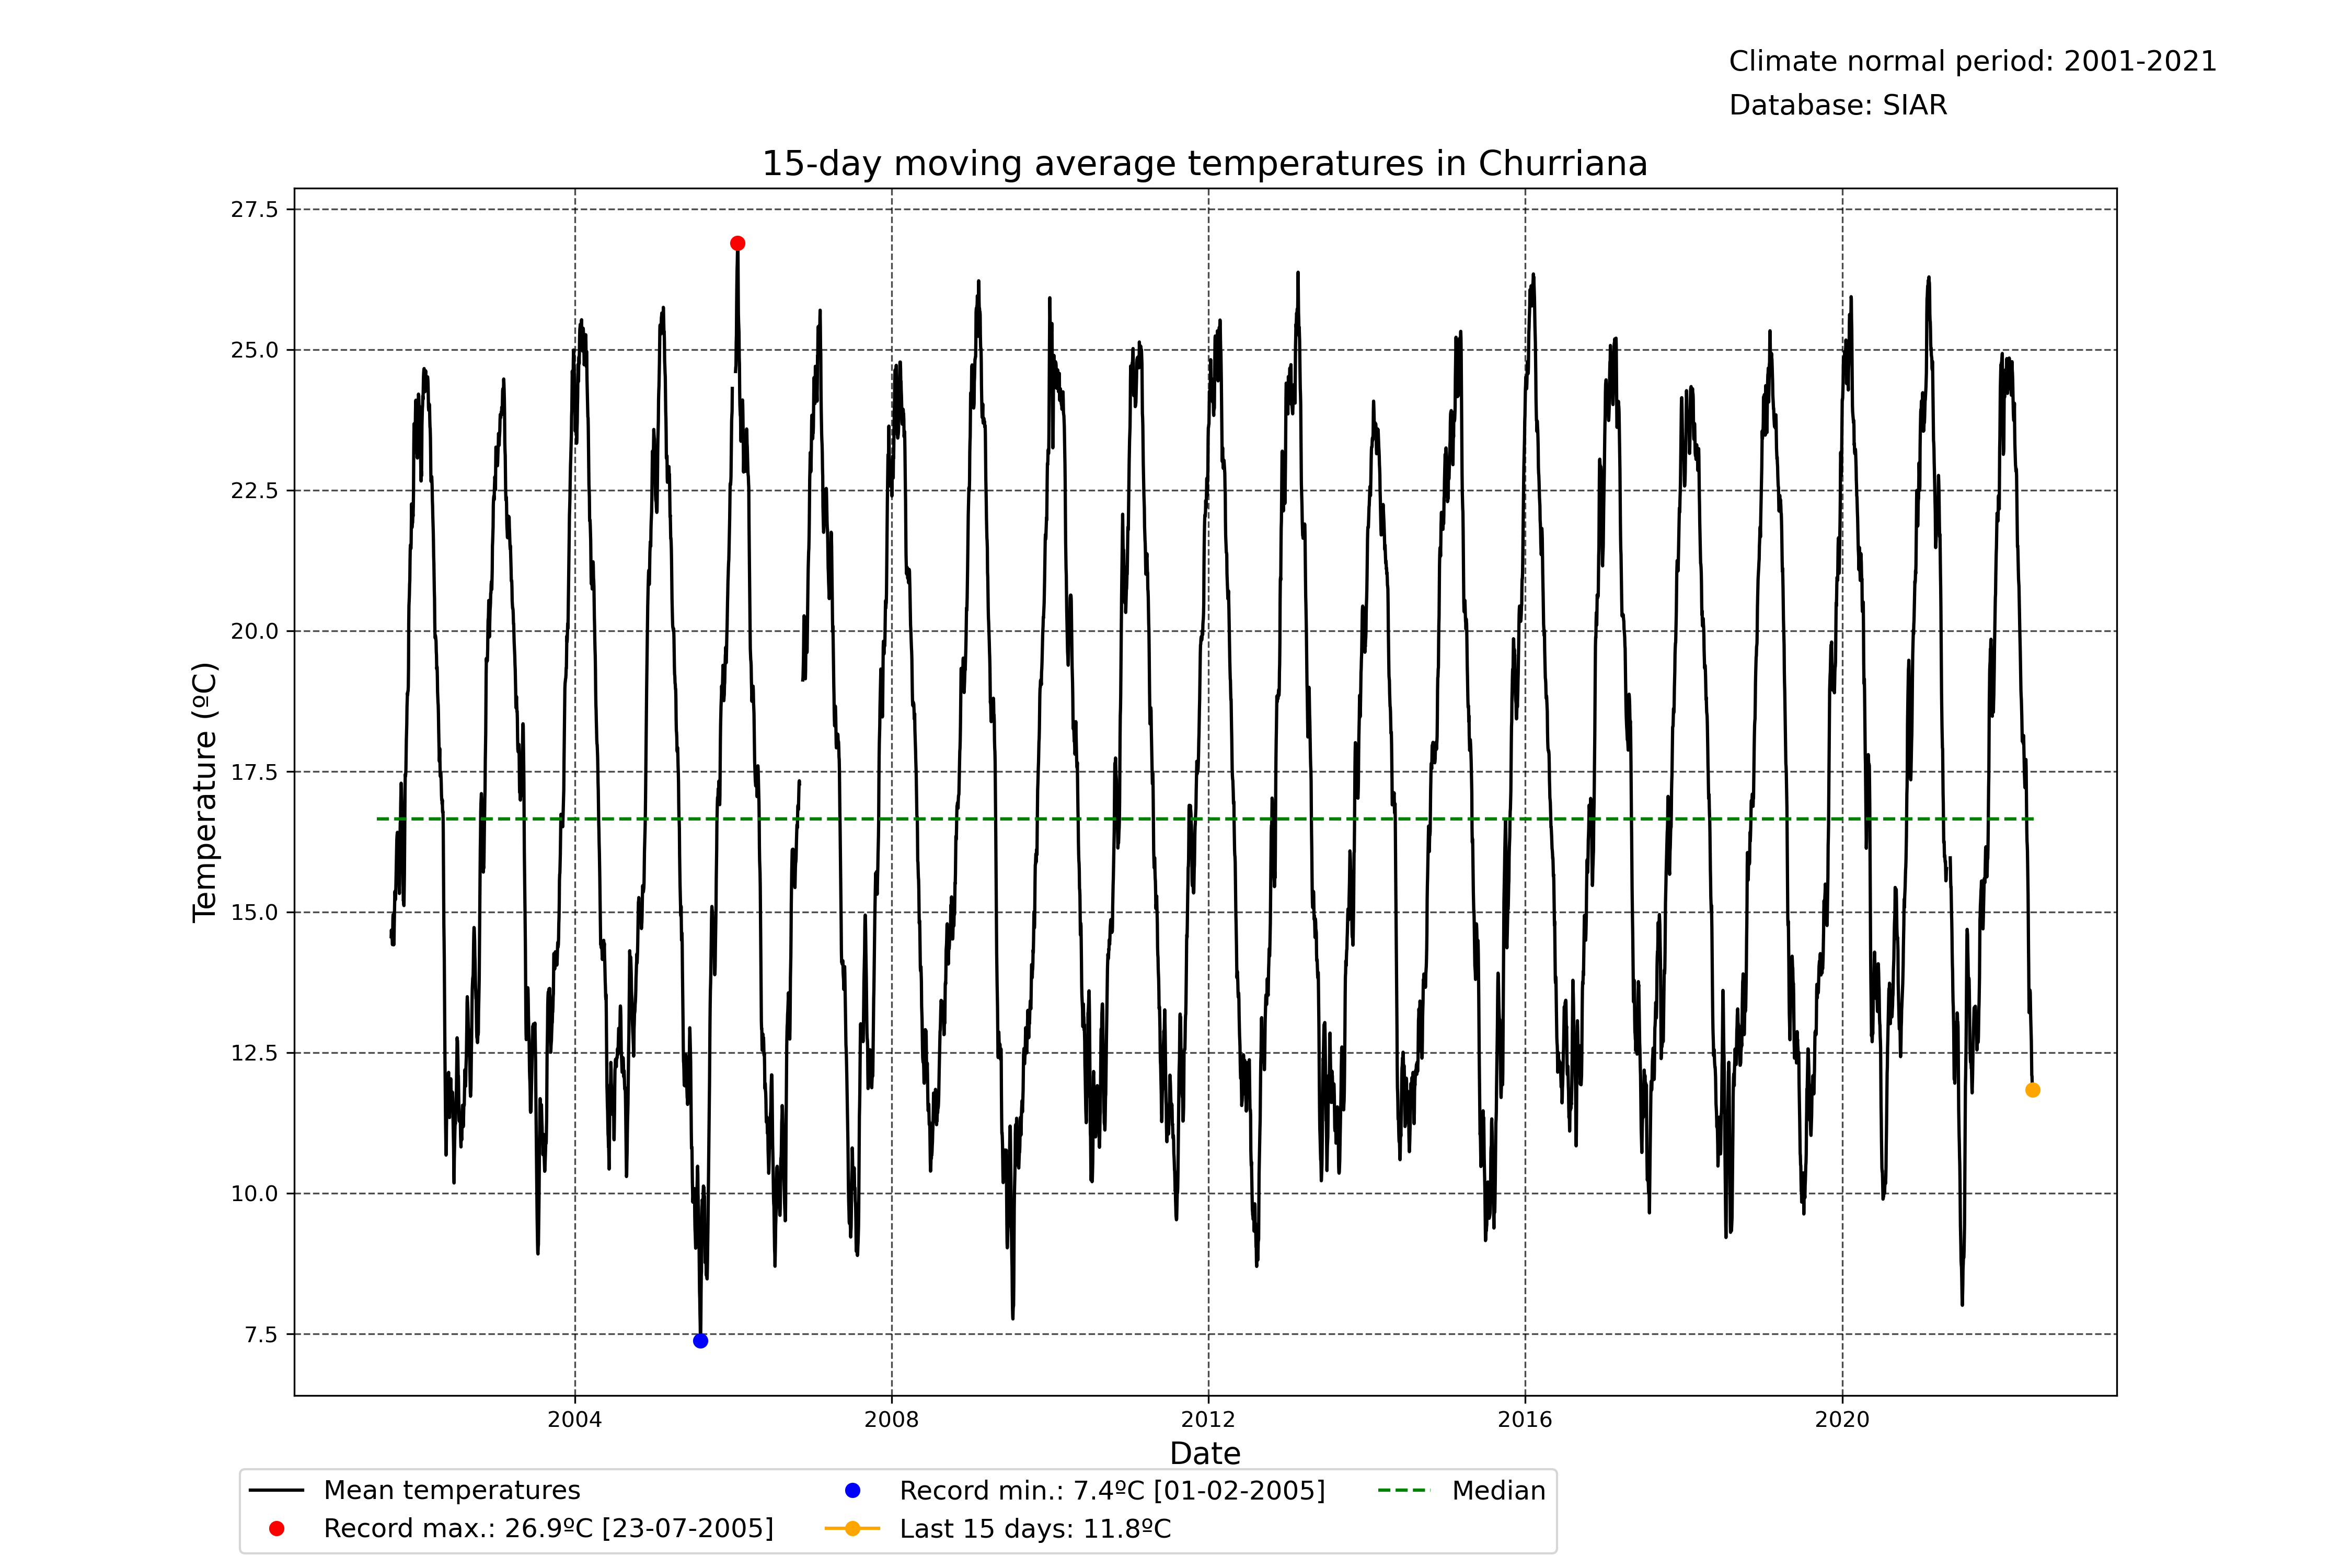 Climate normal period: 2001-2021
Database: SIAR
15-day moving average temperatures in Churriana
27.5
25.0
22.5
20.0
17.5
15.0
12.5
10.0
7.5
Temperature (ºC)
2004 2008 2012 2016 2020
Date
Mean temperatures
Record max.: 26.9ºC [23-07-2005]
Record min.: 7.4ºC [01-02-2005]
Last 15 days: 11.8ºC
Median